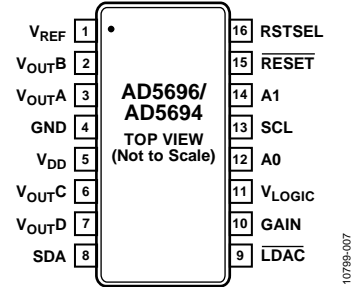 VREF 1
VOUTB 2
VOUTA 3
GND 4
VDD 5
VOUTC 6
VOUTD 7
SDA 8
AD5696/
AD5694
TOP VIEW
(Not to Scale)
16 RSTSEL
15 RESET
14 A1
13 SCL
12 A0
11 VLOGIC
10 GAIN
9 LDAC
10799-007